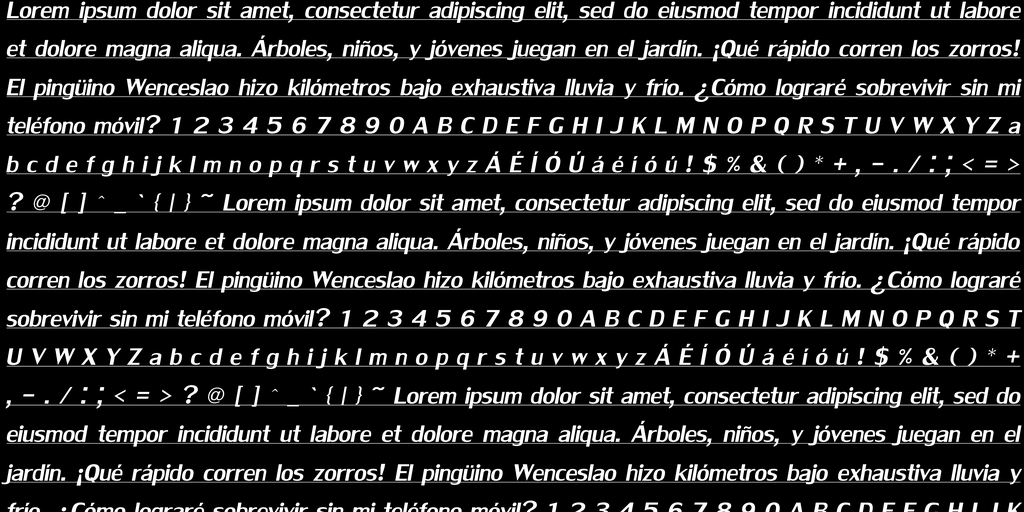 Lorem ipsum dolor sit amet, consectetur adipiscing elit, sed do eiusmod tempor incididunt ut labore
et dolore magna aliqua. Árboles, niños, y jóvenes juegan en el jardín. ¡Qué rápido corren los zorros!
El pingüino Wenceslao hizo kilómetros bajo exhaustiva lluvia y frío. ¿Cómo lograré sobrevivir sin mi
teléfono móvil? 1 2 3 4 5 6 7 8 9 0 A B C D E F G H I J K L M N O P Q R S T U V W X Y Z a
b c d e f g h i j k l m n o p q r s t u v w x y z Á É Í Ó Ú á é í ó ú ! $ % & ( ) * + , - . / : ; < = >
? @ [ ] ^ _ ` { | } ~ Lorem ipsum dolor sit amet, consectetur adipiscing elit, sed do eiusmod tempor
incididunt ut labore et dolore magna aliqua. Árboles, niños, y jóvenes juegan en el jardín. ¡Qué rápido
corren los zorros! El pingüino Wenceslao hizo kilómetros bajo exhaustiva lluvia y frío. ¿Cómo lograré
sobrevivir sin mi teléfono móvil? 1 2 3 4 5 6 7 8 9 0 A B C D E F G H I J K L M N O P Q R S T
U V W X Y Z a b c d e f g h i j k l m n o p q r s t u v w x y z Á É Í Ó Ú á é í ó ú ! $ % & ( ) * +
, - . / : ; < = > ? @ [ ] ^ _ ` { | } ~ Lorem ipsum dolor sit amet, consectetur adipiscing elit, sed do
eiusmod tempor incididunt ut labore et dolore magna aliqua. Árboles, niños, y jóvenes juegan en el
jardín. ¡Qué rápido corren los zorros! El pingüino Wenceslao hizo kilómetros bajo exhaustiva lluvia y
frío. ¿Cómo lograré sobrevivir sin mi teléfono móvil? 1 2 3 4 5 6 7 8 9 0 A B C D E F G H I J K